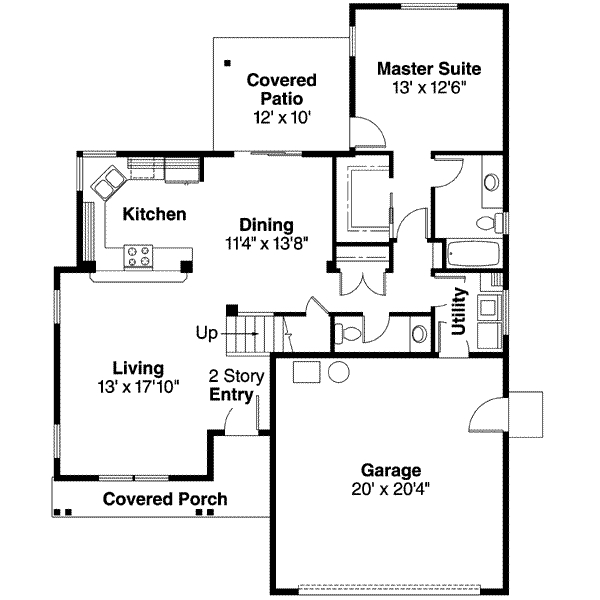 Master Suite
13' x 12'6"
Covered
Patio
12' x 10'
Kitchen
Dining
11'4" x 13'8"
Utility
Up
Living
13' x 17'10"
2 Story
Entry
Garage
20' x 20'4"
Covered Porch